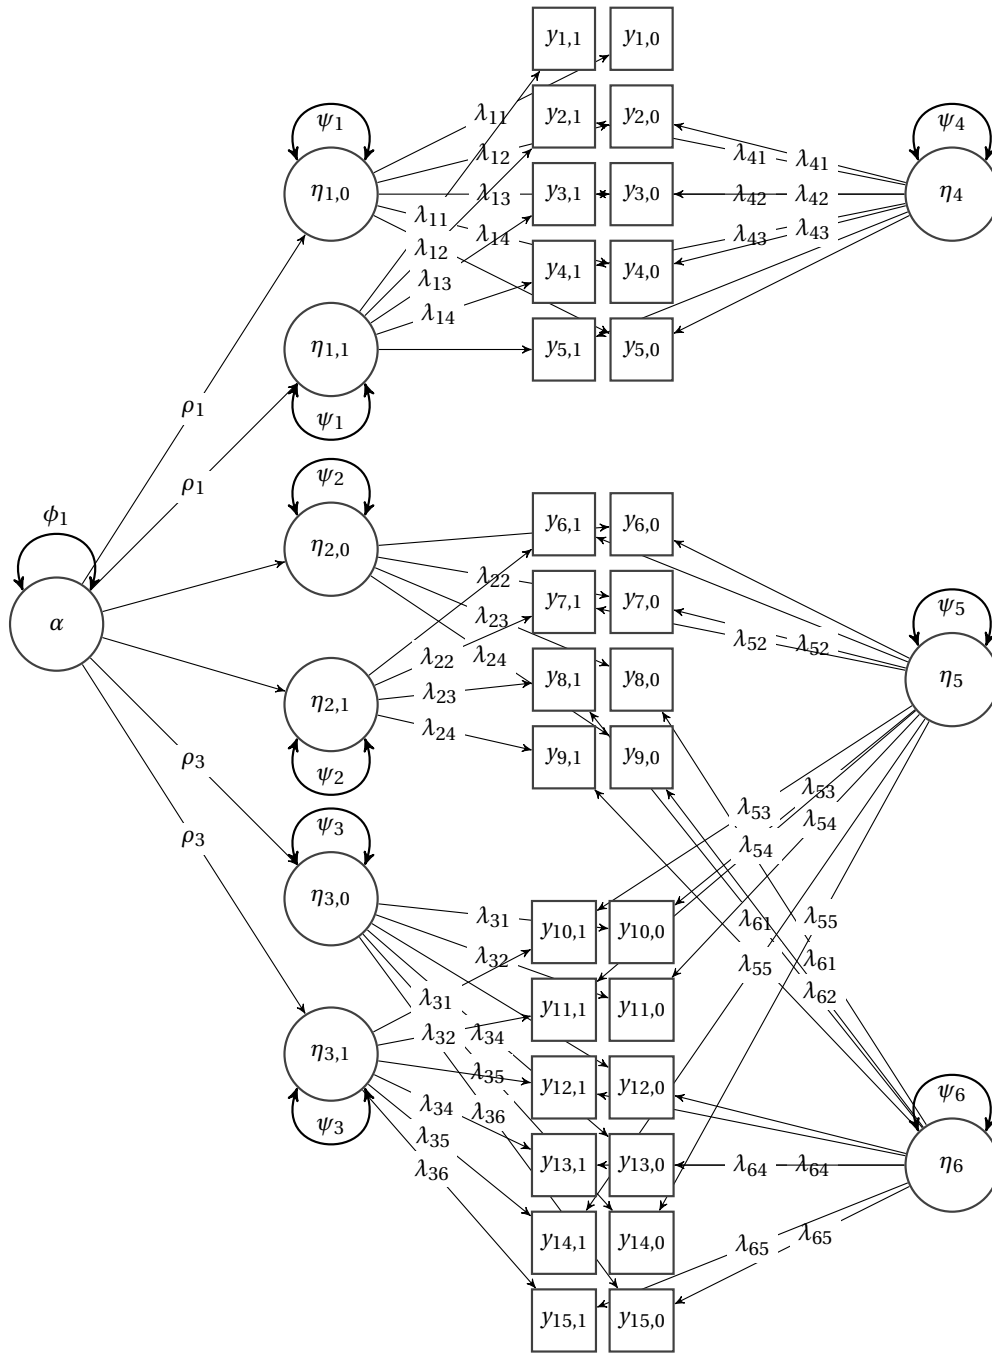 y1,1 y1,0
λ11
ψ1 y2,1 y2,0 ψ4
λ12 λ41 λ41
η1,0 λ13 y3,1 y3,0 λ42 λ42 η4
λ11 λ14 λ43 λ43
λ12
λ13 y4,1 y4,0
λ14
η1,1 y5,1 y5,0
ρ1
ψ1
ρ1
ψ2
ϕ1 y6,1 y6,0
η2,0
λ22
y7,1 y7,0 ψ5
α λ23
λ22 λ24 λ52 λ52
λ23 y8,1 y8,0 η5
η2,1
λ24
y9,1 y9,0
ρ3 ψ2
λ53 λ53
ψ3 λ54
ρ3 λ54
η3,0
λ31 y10,1 y10,0 λ61 λ55
λ32 λ55 λ61
λ31 λ62
y11,1 y11,0
λ32 λ34
η3,1
λ35 y12,1 y12,0 ψ6
λ34 λ36
ψ3 λ35
λ36 y13,1 y13,0 λ64 λ64 η6
y14,1 y14,0 λ65 λ65
y15,1 y15,0